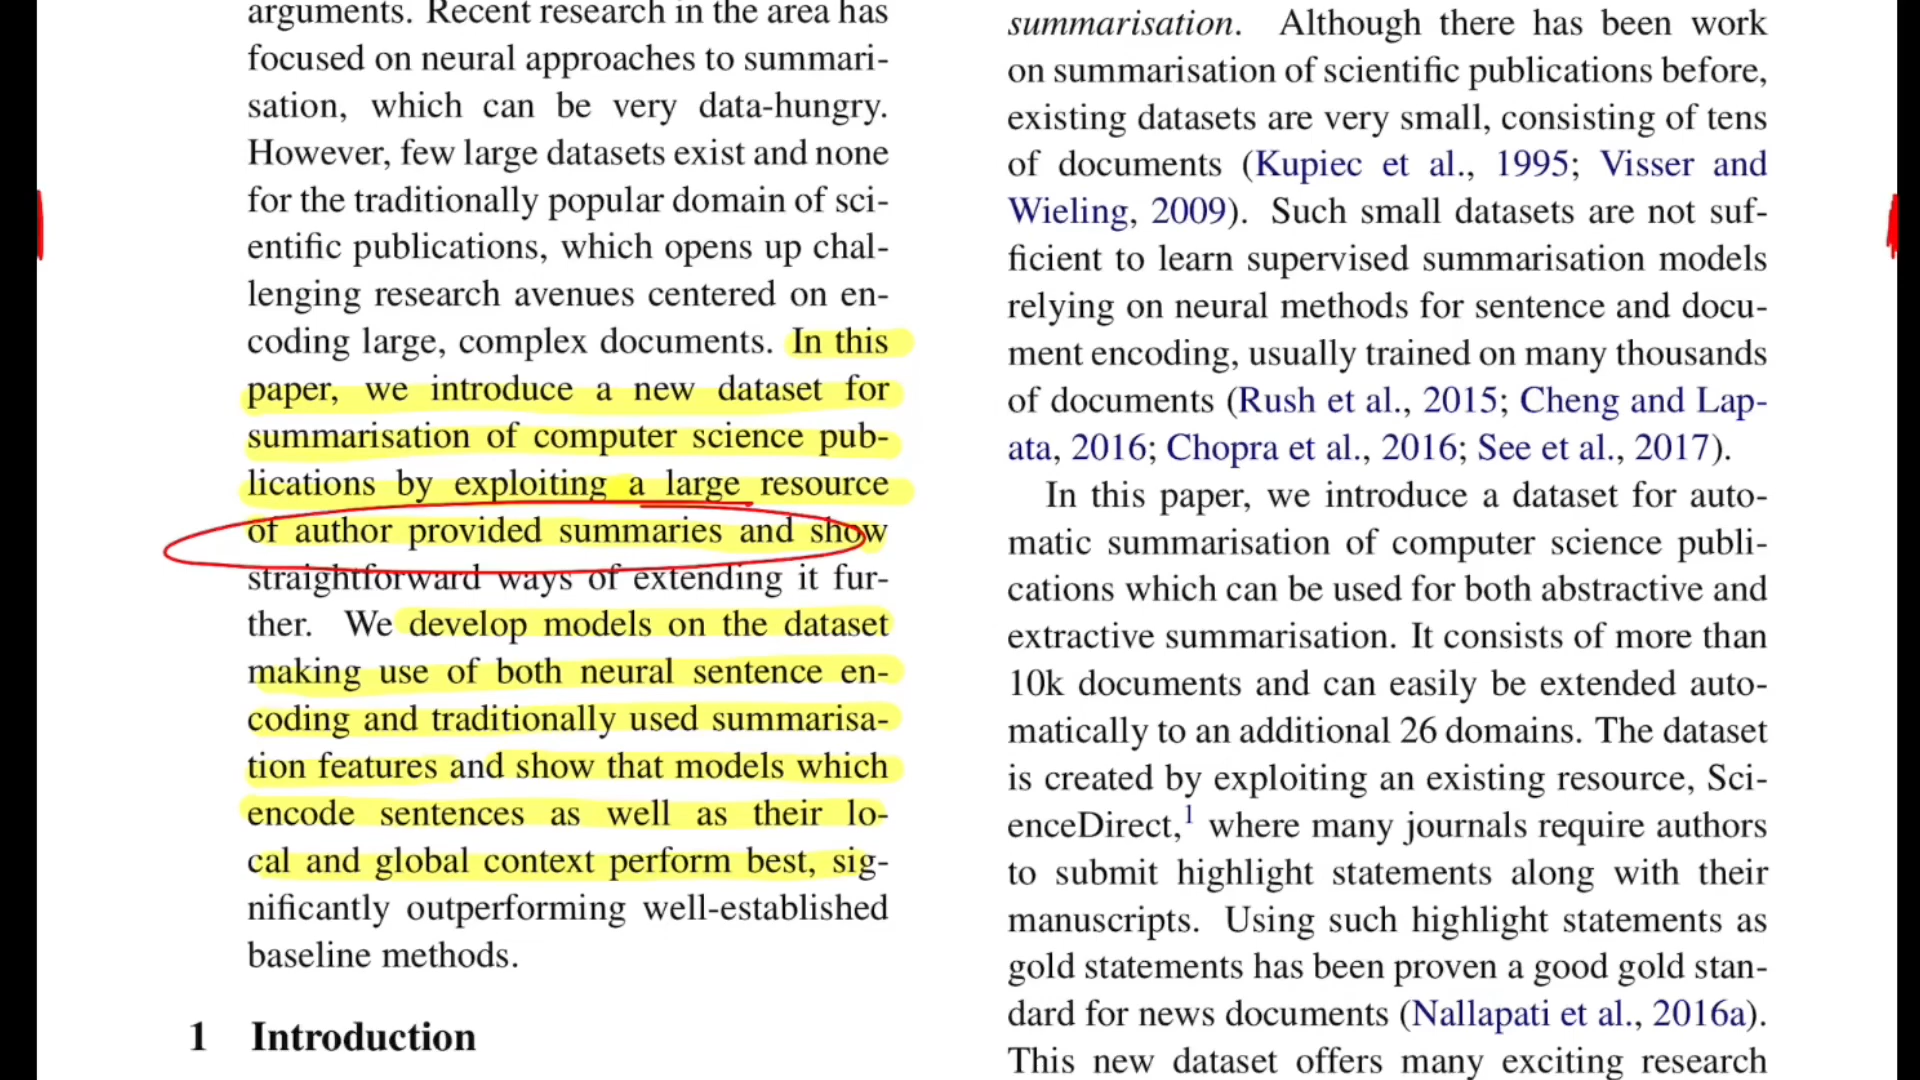 arguments. Recent research in the area has
focused on neural approaches to summari-
sation, which can be very data-hungry.
However, few large datasets exist and none
for the traditionally popular domain of sci-
entific publications, which opens up chal-
lenging research avenues centered on en-
coding large, complex documents. In this
paper, we introduce a new dataset for
summarisation of computer science pub-
lications by exploiting a large resource
of author provided summaries and show
straightforward ways of extending it fur-
ther. We develop models on the dataset
making use of both neural sentence en-
coding and traditionally used summarisa-
tion features and show that models which
encode sentences as well as their lo-
cal and global context perform best, sig-
nificantly outperforming well-established
baseline methods.
1 Introduction
summarisation. Although there has been work
on summarisation of scientific publications before,
existing datasets are very small, consisting of tens
of documents (Kupiec et al., 1995; Visser and
Wieling, 2009). Such small datasets are not suf-
ficient to learn supervised summarisation models
relying on neural methods for sentence and docu-
ment encoding, usually trained on many thousands
of documents (Rush et al., 2015; Cheng and Lap-
ata, 2016; Chopra et al., 2016; See et al., 2017).
In this paper, we introduce a dataset for auto-
matic summarisation of computer science publi-
cations which can be used for both abstractive and
extractive summarisation. It consists of more than
10k documents and can easily be extended auto-
matically to an additional 26 domains. The dataset
is created by exploiting an existing resource, Sci-
enceDirect,1 where many journals require authors
to submit highlight statements along with their
manuscripts. Using such highlight statements as
gold statements has been proven a good gold stan-
dard for news documents (Nallapati et al., 2016a).
This new dataset offers many exciting research